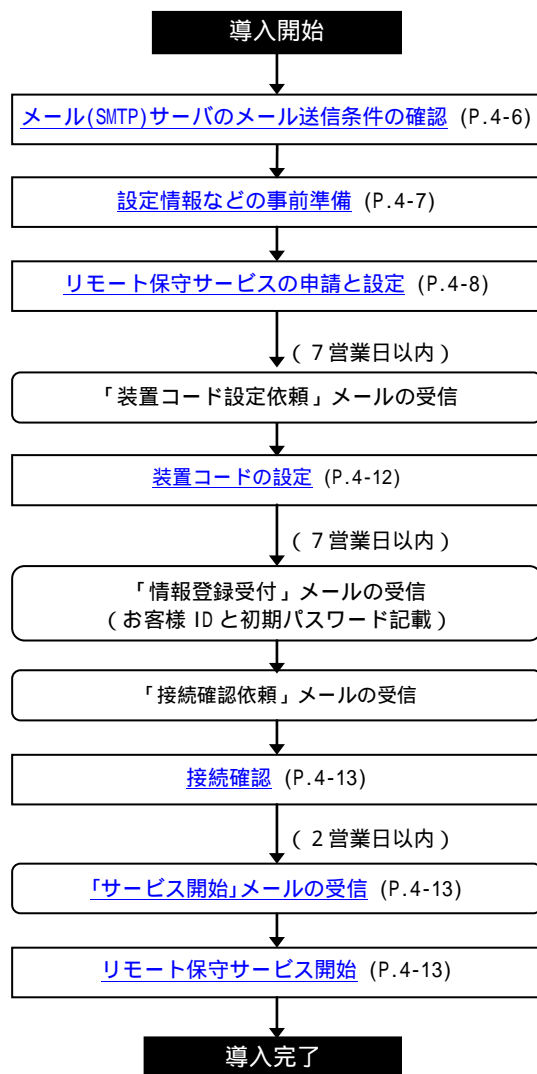 導入開始
メール(SMTP)サーバのメール送信条件の確認 (P.4-6)
設定情報などの事前準備 (P.4-7)
リモート保守サービスの申請と設定 (P.4-8)
(７営業日以内)
「装置コード設定依頼」メールの受信
装置コードの設定 (P.4-12)
(７営業日以内)
「情報登録受付」メールの受信
(お客様 ID と初期パスワード記載)
「接続確認依頼」メールの受信
接続確認 (P.4-13)
(２営業日以内)
「サービス開始」メールの受信 (P.4-13)
リモート保守サービス開始 (P.4-13)
導入完了